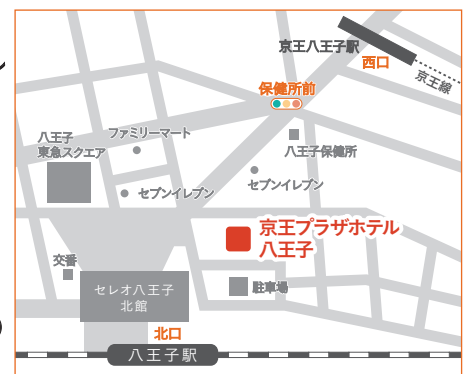 京王八王子駅
西口
京王線
保健所前
八王子
東急スクエア
ファミリーマート
八王子保健所
セブンイレブン
セブンイレブン
京王プラザホテル
八王子
交番
セレオ八王子
北館
駐車場
北口
八王子駅